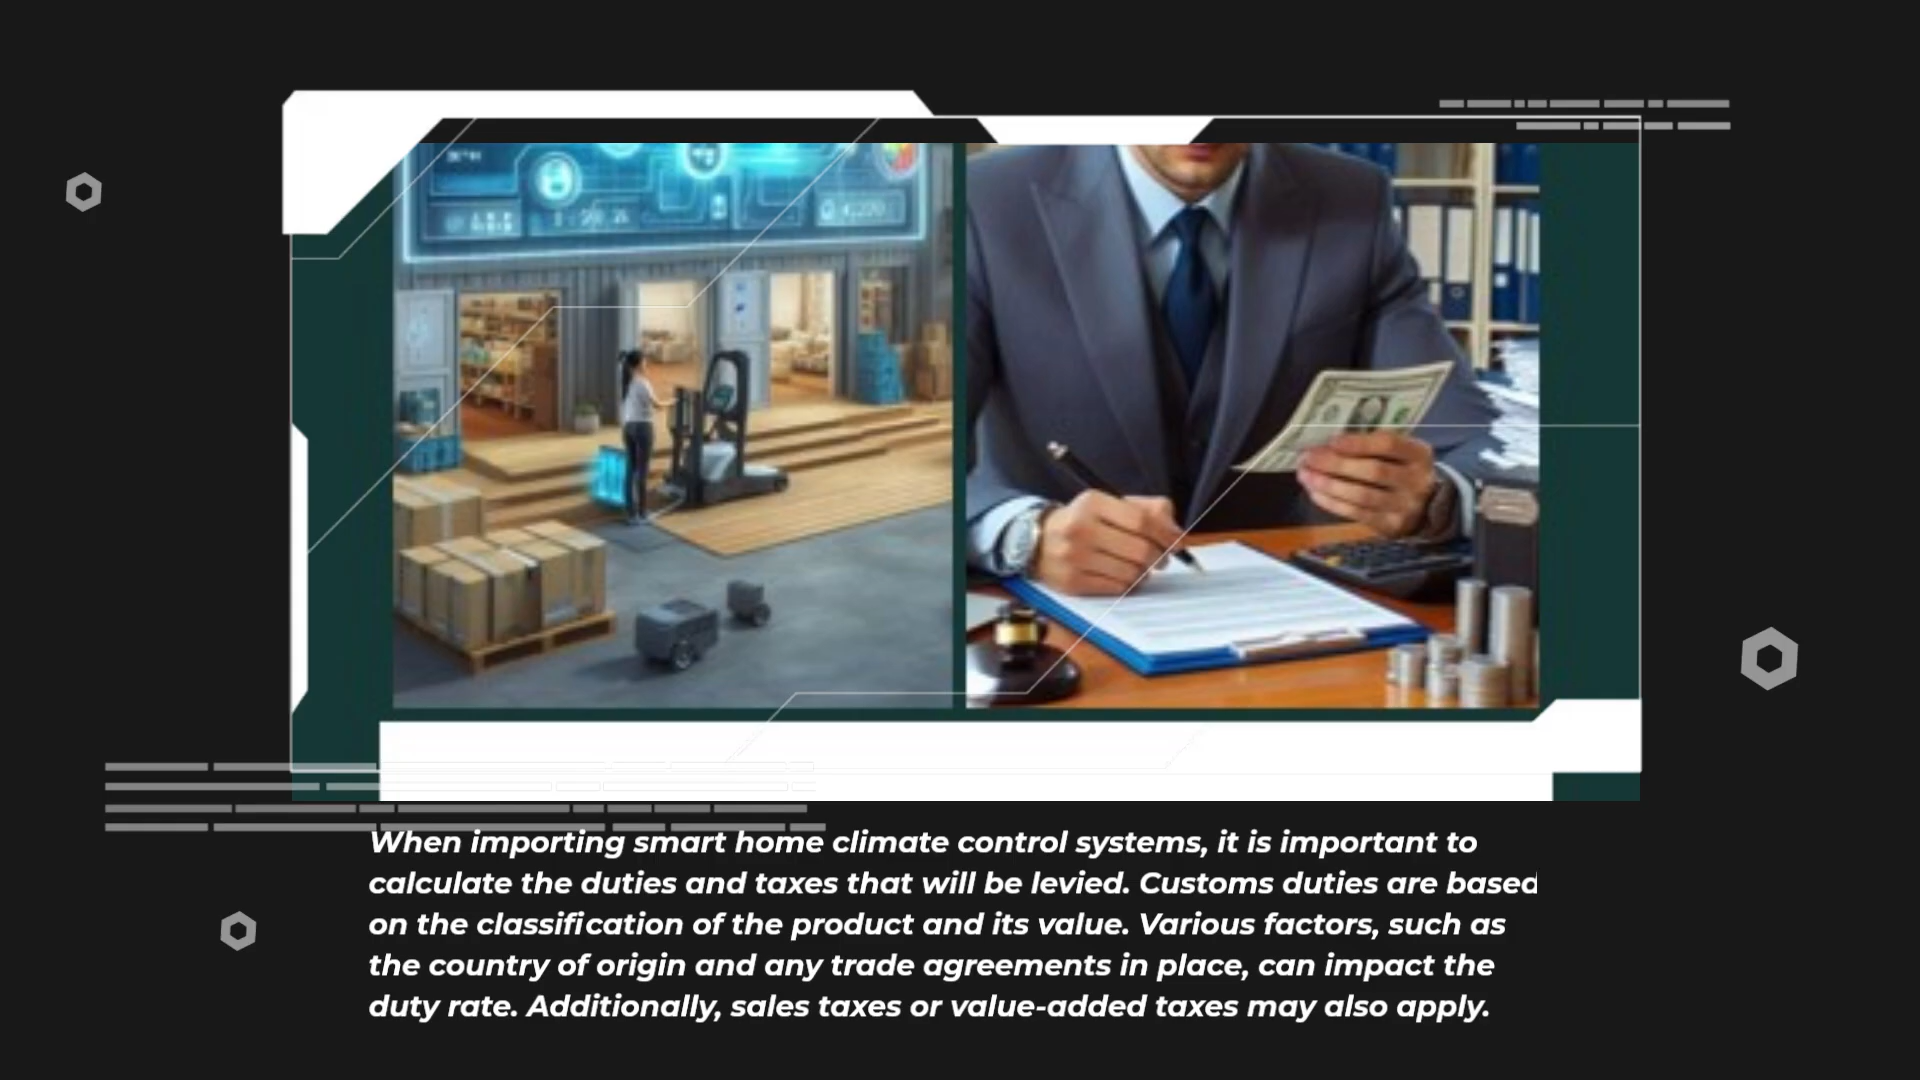 When importing smart home climate control systems, it is important to
calculate the duties and taxes that will be levied. Customs duties are based
on the classification of the product and its value. Various factors, such as
the country of origin and any trade agreements in place, can impact the
duty rate. Additionally, sales taxes or value-added taxes may also apply.